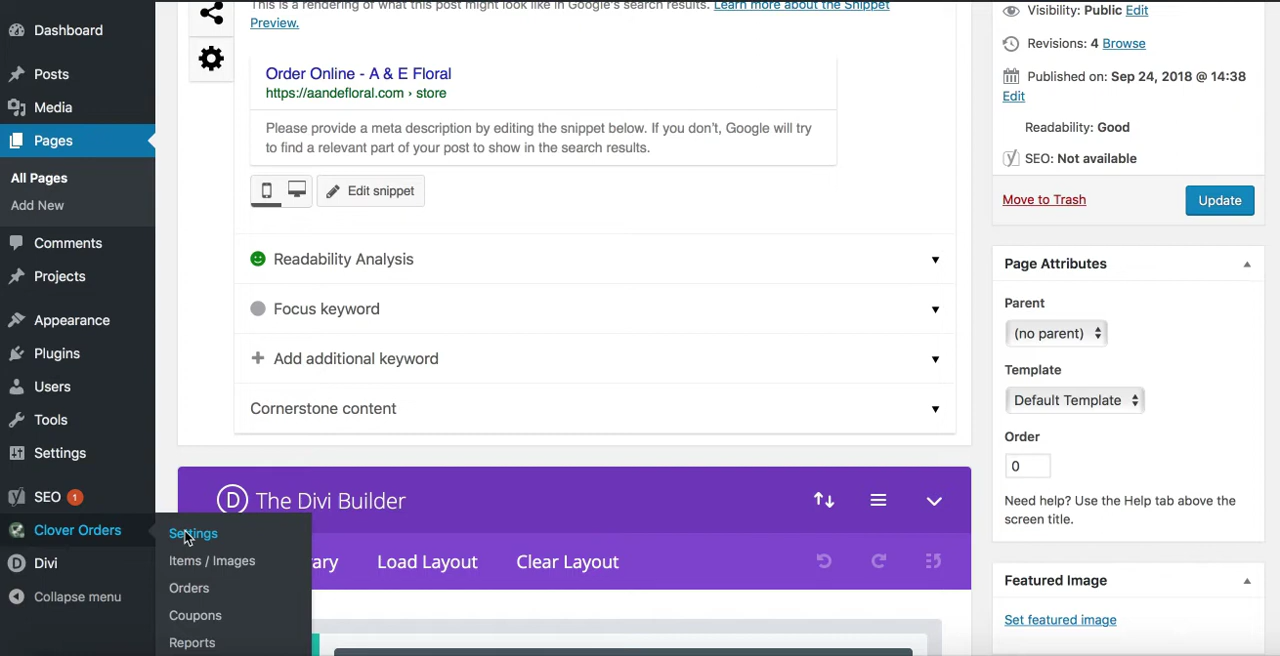 Dashboard
Posts
Media
Pages
All Pages
Add New
Comments
Projects
Appearance
Plugins
Users
Tools
Settings
SEO 1
Clover Orders
Divi
Collapse menu
Settings
Items / Images
Orders
Coupons
Reports
This is a rendering of what this post might look like in Google's search results. Learn more about the Snippet
Preview.
Order Online - A & E Floral
https://aandefloral.com › store
Please provide a meta description by editing the snippet below. If you don't, Google will try
to find a relevant part of your post to show in the search results.
Edit snippet
Readability Analysis
Focus keyword
Add additional keyword
Cornerstone content
D The Divi Builder
Load Layout Clear Layout
Visibility: Public Edit
Revisions: 4 Browse
Published on: Sep 24, 2018 @ 14:38
Edit
Readability: Good
SEO: Not available
Move to Trash Update
Page Attributes
Parent
(no parent)
Template
Default Template
Order
0
Need help? Use the Help tab above the
screen title.
Featured Image
Set featured image